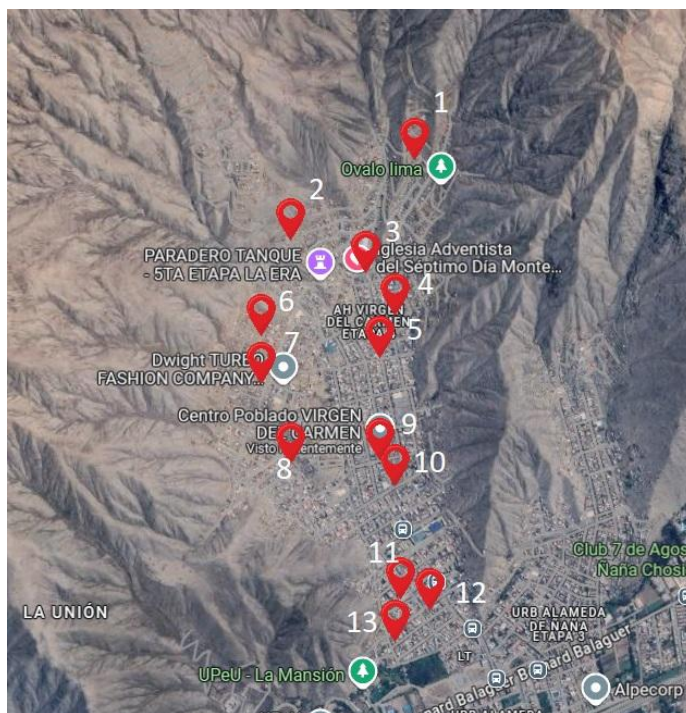 1
Ovalo lima
2
3
PARADERO TANQUE
- 5TA ETAPA LA ERA
Iglesia Adventista
del Séptimo Día Monte...
4
6
AH VIRGEN
DEL CARMEN
5
7
Dwight TURBO
FASHION COMPANY...
Centro Poblado VIRGEN
DEL CARMEN
Visto recientemente
9
8
10
Club 7 de Agos
Ñaña Chosi
11
12
LA UNIÓN
13
URB ALAMEDA
DE ÑAÑA
ETAPA 3
LT
UPeU - La Mansión
Bernard Balaguer
Alpecorp